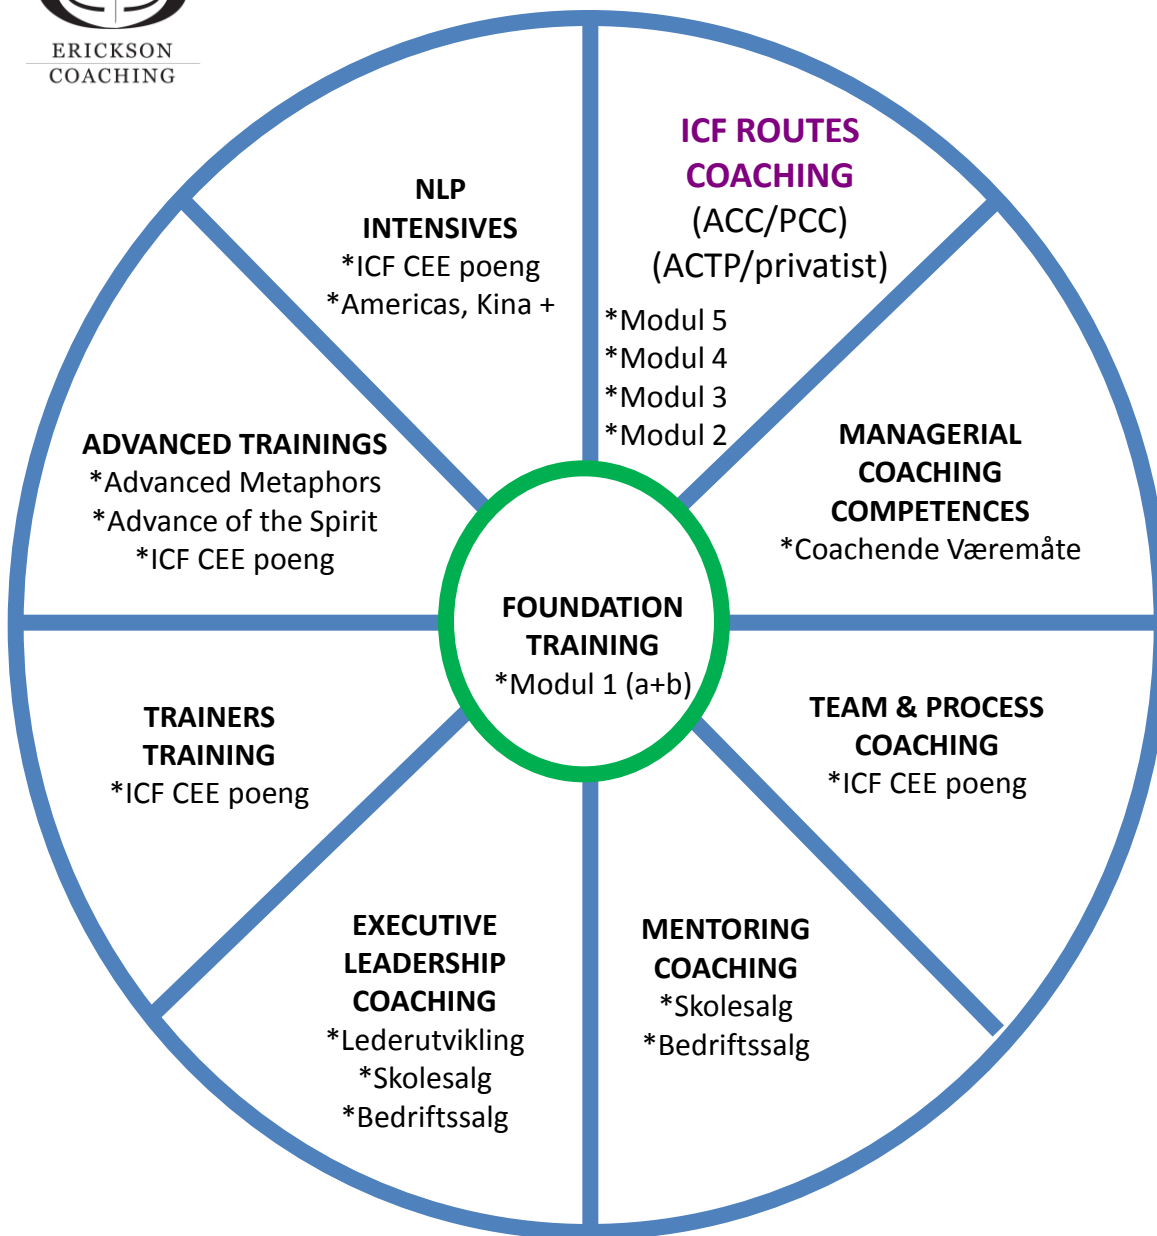 ERICKSON
COACHING
ICF ROUTES
COACHING
(ACC/PCC)
(ACTP/privatist)
*Modul 5
*Modul 4
*Modul 3
*Modul 2
MANAGERIAL
COACHING
COMPETENCES
*Coachende Væremåte
TEAM & PROCESS
COACHING
*ICF CEE poeng
MENTORING
COACHING
*Skolesalg
*Bedriftssalg
EXECUTIVE
LEADERSHIP
COACHING
*Lederutvikling
*Skolesalg
*Bedriftssalg
TRAINERS
TRAINING
*ICF CEE poeng
ADVANCED TRAININGS
*Advanced Metaphors
*Advance of the Spirit
*ICF CEE poeng
NLP
INTENSIVES
*ICF CEE poeng
*Americas, Kina +
FOUNDATION
TRAINING
*Modul 1 (a+b)